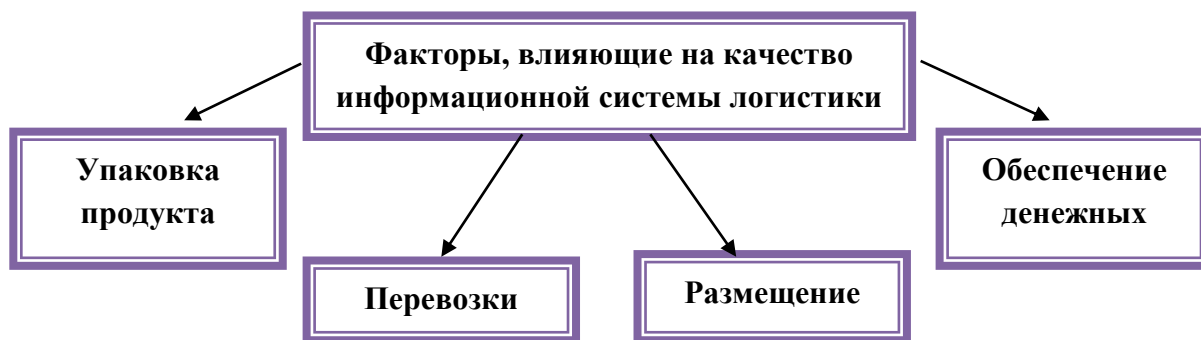 Факторы, влияющие на качество
информационной системы логистики
Упаковка
продукта
Обеспечение
денежных
Перевозки
Размещение